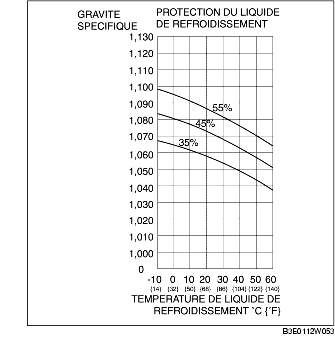 GRAVITE
SPECIFIQUE
PROTECTION DU LIQUIDE
DE REFROIDISSEMENT
1,130
1,120
1,110
1,100
1,090
1,080
1,070
1,060
1,050
1,040
1,030
1,020
1,010
1,000
0
55%
45%
35%
-10 0 10 20 30 40 50 60
{14} {32} {50} {68} {86} {104} {122} {140}
TEMPERATURE DE LIQUIDE DE
REFROIDISSEMENT °C {°F}
B3E0112W053